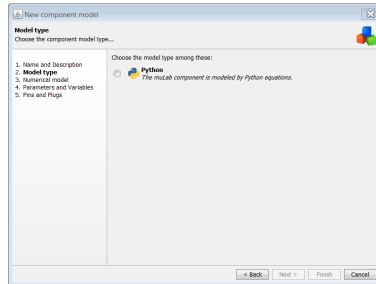 New component model
Model type
Choose the component model type...
1. Name and Description
2. Model type
3. Numerical model
4. Parameters and Variables
5. Pins and Plugs
Choose the model type among these:
Python
The muLab component is modeled by Python equations.
< Back
Next >
Finish
Cancel